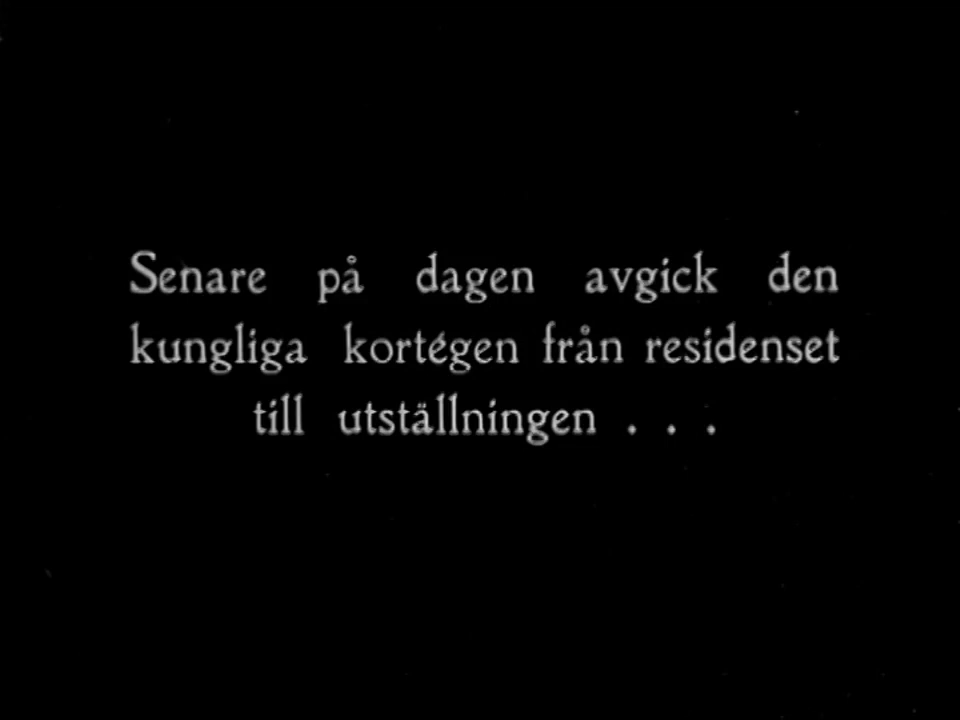 Senare på dagen avgick den
kungliga kortégen från residenset
till utställningen . . .